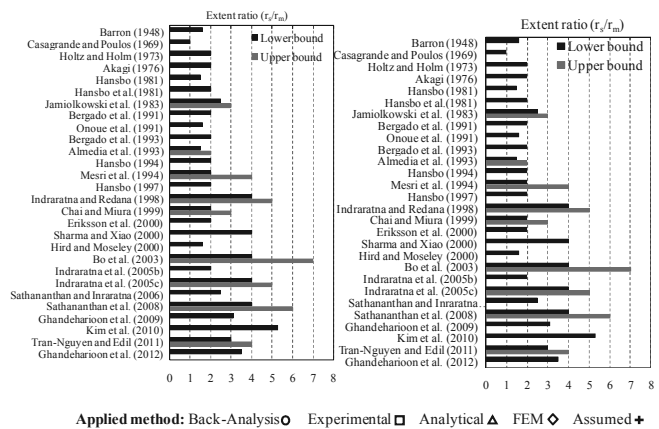 Extent ratio (rs/rm)
Lower bound
Upper bound
Barron (1948)
Casagrande and Poulos (1969)
Holtz and Holm (1973)
Akagi (1976)
Hansbo (1981)
Hansbo et al.(1981)
Jamiolkowski et al. (1983)
Bergado et al. (1991)
Onoue et al. (1991)
Bergado et al. (1993)
Almedia et al. (1993)
Hansbo (1994)
Mesri et al. (1994)
Hansbo (1997)
Indraratna and Redana (1998)
Chai and Miura (1999)
Eriksson et al. (2000)
Sharma and Xiao (2000)
Hird and Moseley (2000)
Bo et al. (2003)
Indraratna et al. (2005b)
Indraratna et al. (2005c)
Sathananthan and Inraratna (2006)
Sathananthan et al. (2008)
Ghandeharioon et al. (2009)
Kim et al. (2010)
Tran-Nguyen and Edil (2011)
Ghandeharioon et al. (2012)
0 1 2 3 4 5 6 7 8
Extent ratio (rs/rm)
Lower bound
Upper bound
Barron (1948)
Casagrande and Poulos (1969)
Holtz and Holm (1973)
Akagi (1976)
Hansbo (1981)
Hansbo et al.(1981)
Jamiolkowski et al. (1983)
Bergado et al. (1991)
Onoue et al. (1991)
Bergado et al. (1993)
Almedia et al. (1993)
Hansbo (1994)
Mesri et al. (1994)
Hansbo (1997)
Indraratna and Redana (1998)
Chai and Miura (1999)
Eriksson et al. (2000)
Sharma and Xiao (2000)
Hird and Moseley (2000)
Bo et al. (2003)
Indraratna et al. (2005b)
Indraratna et al. (2005c)
Sathananthan and Inraratna...
Sathananthan et al. (2008)
Ghandeharioon et al. (2009)
Kim et al. (2010)
Tran-Nguyen and Edil (2011)
Ghandeharioon et al. (2012)
0 1 2 3 4 5 6 7 8
Applied method: Back-Analysis Experimental Analytical FEM Assumed